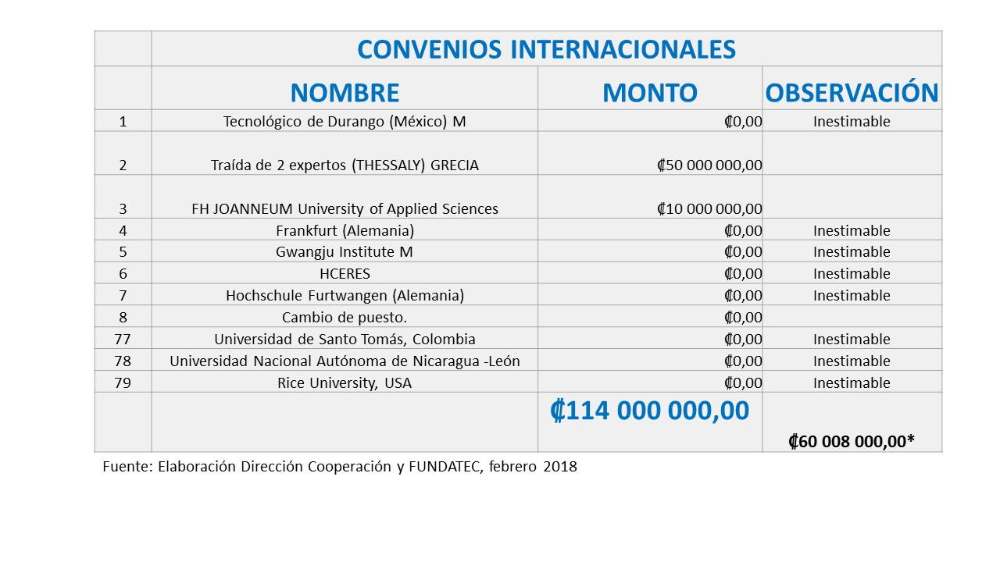 CONVENIOS INTERNACIONALES
NOMBRE MONTO OBSERVACIÓN
1 Tecnológico de Durango (México) M ₡0,00 Inestimable
2 Traída de 2 expertos (THESSALY) GRECIA ₡50 000 000,00
3 FH JOANNEUM University of Applied Sciences ₡10 000 000,00
4 Frankfurt (Alemania) ₡0,00 Inestimable
5 Gwangju Institute M ₡0,00 Inestimable
6 HCERES ₡0,00 Inestimable
7 Hochschule Furtwangen (Alemania) ₡0,00 Inestimable
8 Cambio de puesto. ₡0,00
77 Universidad de Santo Tomás, Colombia ₡0,00 Inestimable
78 Universidad Nacional Autónoma de Nicaragua -León ₡0,00 Inestimable
79 Rice University, USA ₡0,00 Inestimable
₡114 000 000,00
₡60 008 000,00*
Fuente: Elaboración Dirección Cooperación y FUNDATEC, febrero 2018